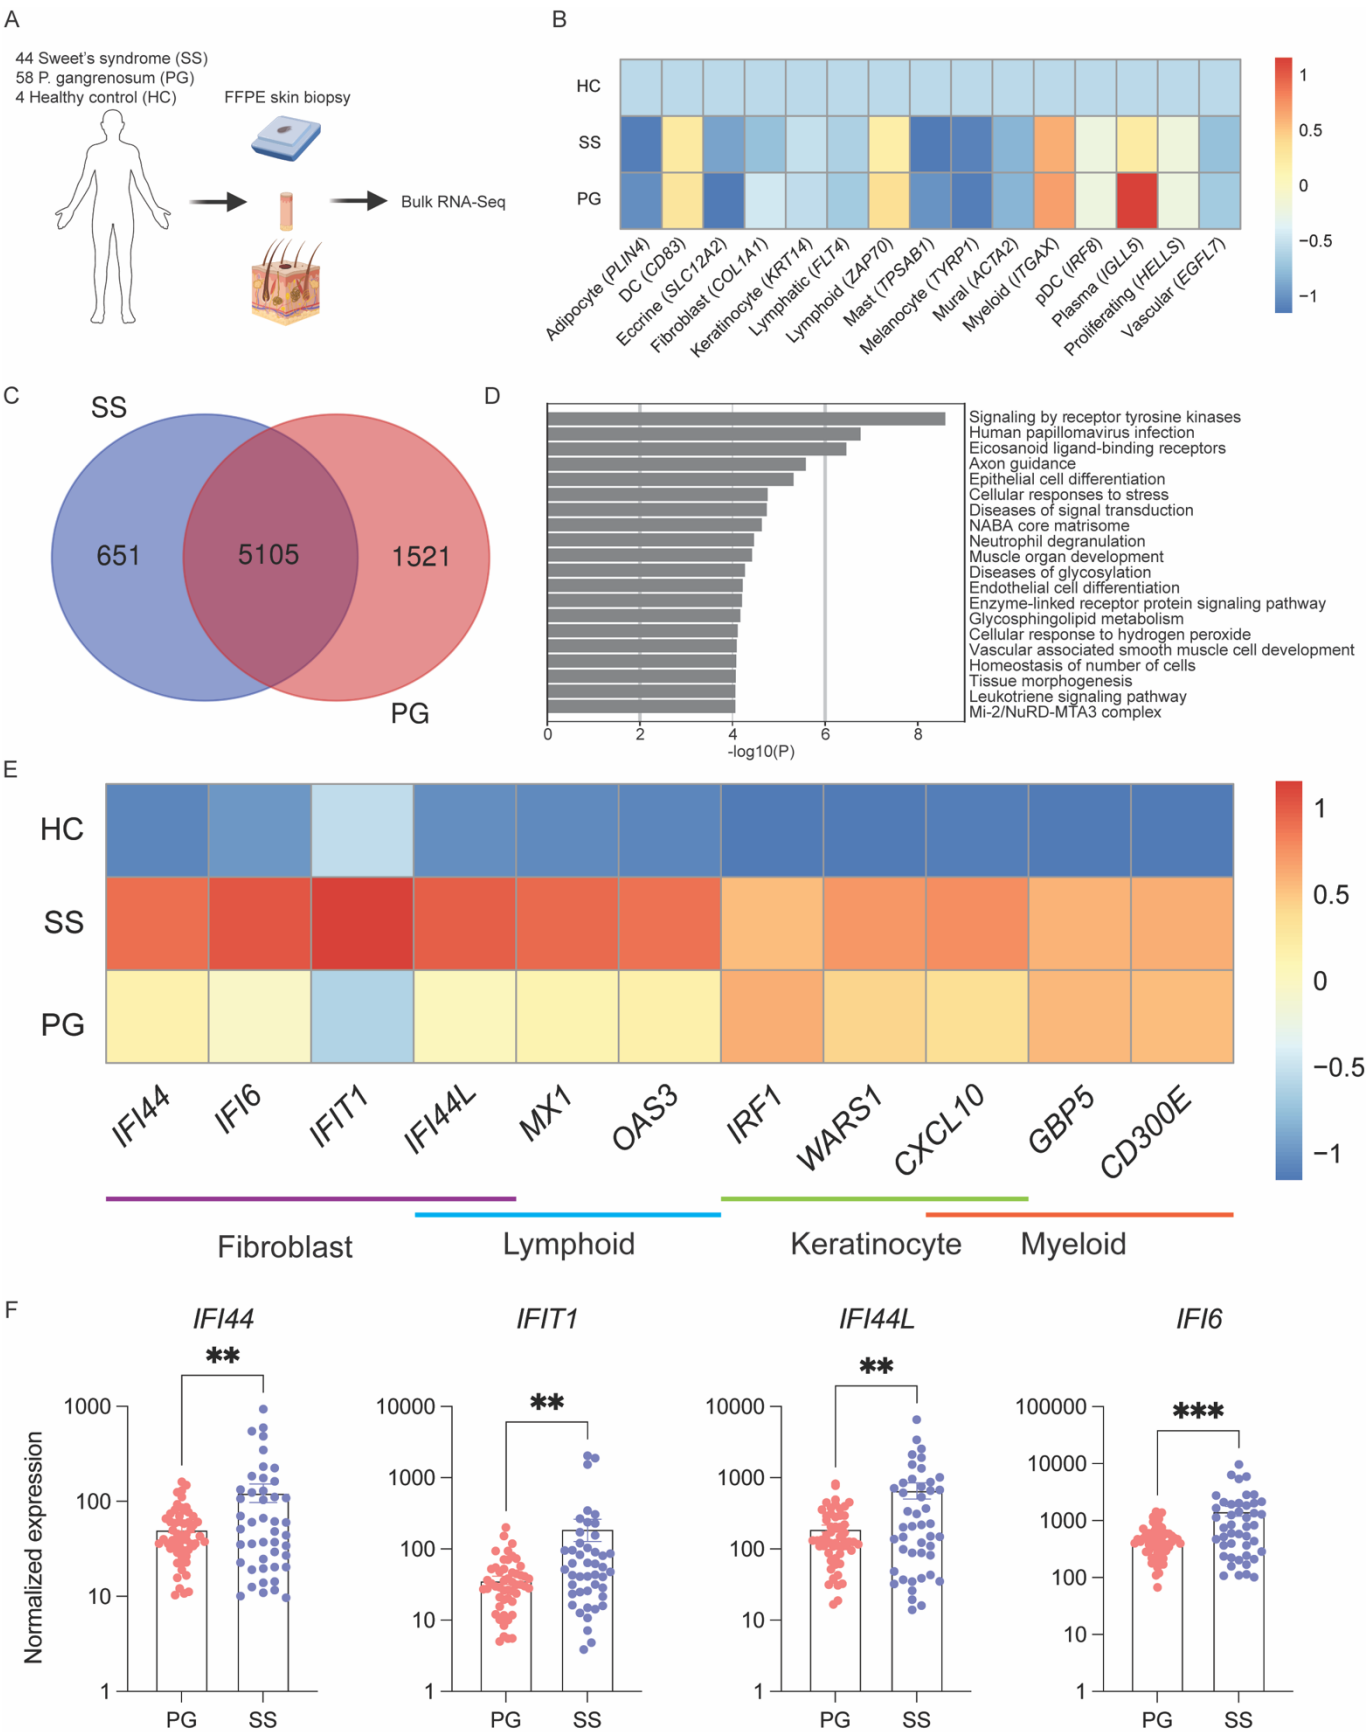 A
44 Sweet's syndrome (SS)
58 P. gangrenosum (PG)
4 Healthy control (HC)
FFPE skin biopsy
Bulk RNA-Seq
B
HC
SS
PG
Adipocyte (PLIN4)
DC (CD83)
Eccrine (SLC12A2)
Fibroblast (COL1A1)
Keratinocyte (KRT14)
Lymphatic (FLT4)
Lymphoid (ZAP70)
Mast (TPSAB1)
Melanocyte (TYRP1)
Mural (ACTA2)
Myeloid (ITGAX)
pDC (IRF8)
Plasma (IGLL5)
Proliferating (HELLS)
Vascular (EGFL7)
1
0.5
0
−0.5
−1
C
SS
651
5105
1521
PG
D
Signaling by receptor tyrosine kinases
Human papillomavirus infection
Eicosanoid ligand-binding receptors
Axon guidance
Epithelial cell differentiation
Cellular responses to stress
Diseases of signal transduction
NABA core matrisome
Neutrophil degranulation
Muscle organ development
Diseases of glycosylation
Endothelial cell differentiation
Enzyme-linked receptor protein signaling pathway
Glycosphingolipid metabolism
Cellular response to hydrogen peroxide
Vascular associated smooth muscle cell development
Homeostasis of number of cells
Tissue morphogenesis
Leukotriene signaling pathway
Mi-2/NuRD-MTA3 complex
0 2 4 6 8
-log10(P)
E
HC
SS
PG
IFI44
IFI6
IFIT1
IFI44L
MX1
OAS3
IRF1
WARS1
CXCL10
GBP5
CD300E
1
0.5
0
−0.5
−1
Fibroblast
Lymphoid
Keratinocyte
Myeloid
F
Normalized expression
IFI44
**
1000
100
10
1
PG SS
IFIT1
**
10000
1000
100
10
1
PG SS
IFI44L
**
10000
1000
100
10
1
PG SS
IFI6
***
100000
10000
1000
100
10
1
PG SS